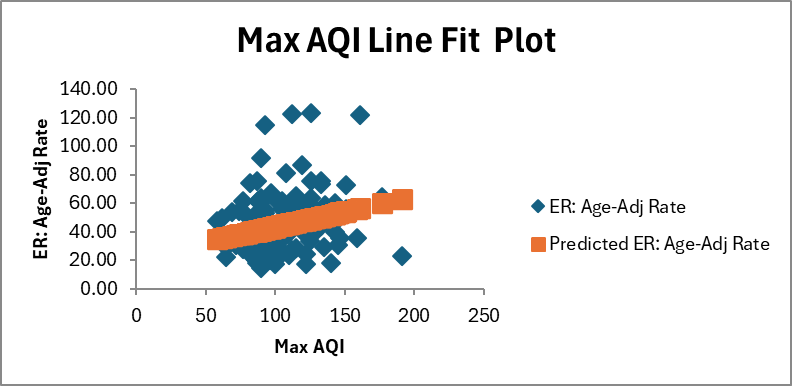 Max AQI Line Fit  Plot
ER: Age-Adj Rate
140.00
120.00
100.00
80.00
60.00
40.00
20.00
0.00
0 50 100 150 200 250
Max AQI
ER: Age-Adj Rate
Predicted ER: Age-Adj Rate